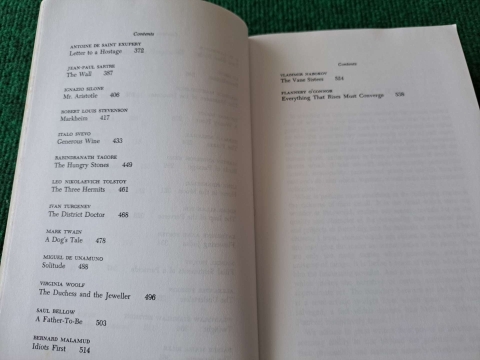 Contents
ANTOINE DE SAINT EXUPERY
Letter to a Hostage 372
JEAN-PAUL SARTRE
The Wall 387
IGNAZIO SILONE
Mr. Aristotle 406
ROBERT LOUIS STEVENSON
Markheim 417
ITALO SVEVO
Generous Wine 433
RABINDRANATH TAGORE
The Hungry Stones 449
LEO NIKOLAEVICH TOLSTOY
The Three Hermits 461
IVAN TURGENEV
The District Doctor 468
MARK TWAIN
A Dog's Tale 478
MIGUEL DE UNAMUNO
Solitude 488
VIRGINIA WOOLF
The Duchess and the Jeweller 496
SAUL BELLOW
A Father-To-Be 503
BERNARD MALAMUD
Idiots First 514
Contents
VLADIMIR NABOKOV
The Vane Sisters 524
FLANNERY O'CONNOR
Everything That Rises Must Converge 538